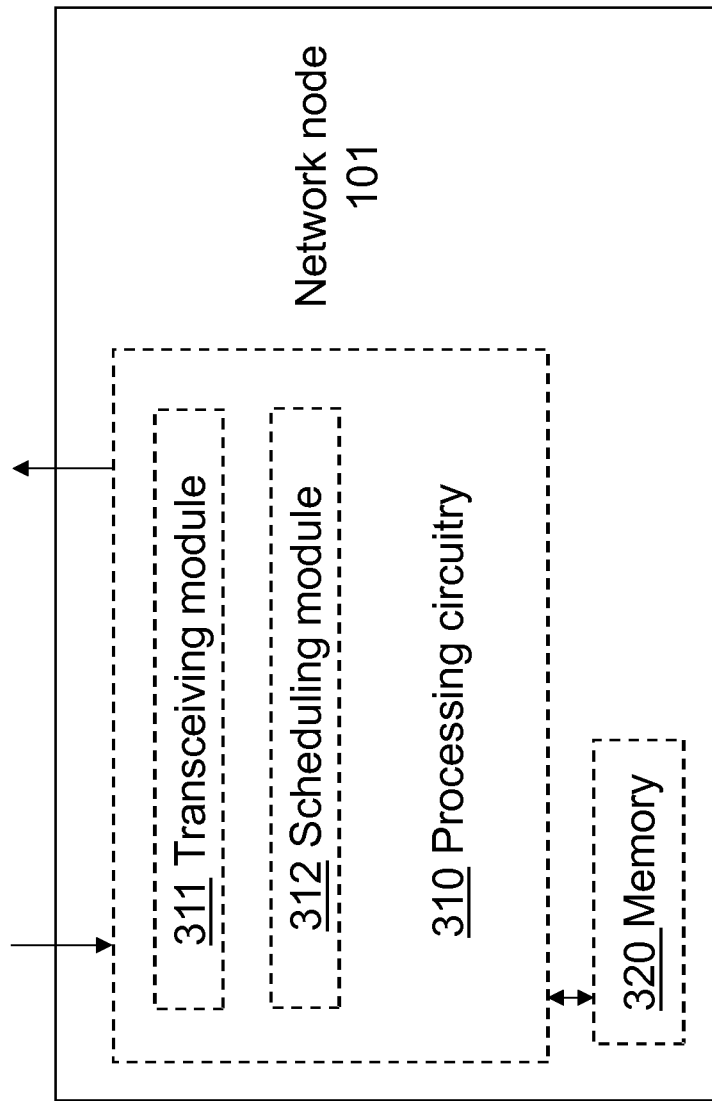 Network node
101
311 Transceiving module
312 Scheduling module
310 Processing circuitry
320 Memory